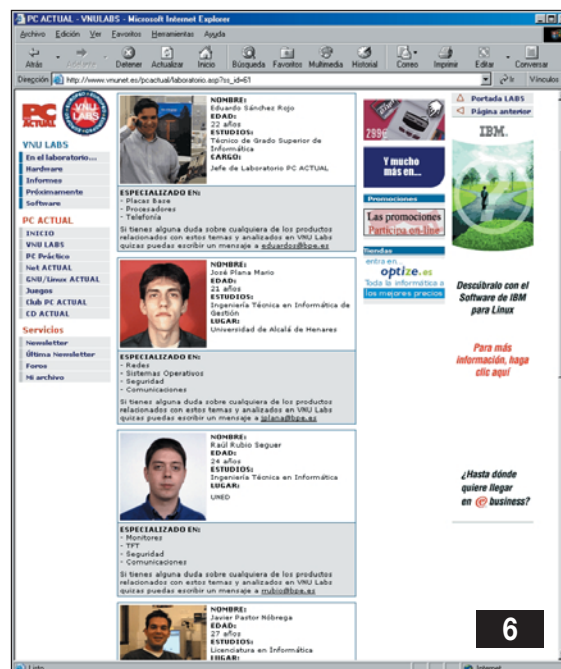 PC ACTUAL - VNULABS - Microsoft Internet Explorer
Archivo Edición Ver Favoritos Herramientas Ayuda
Atrás Detener Actualizar Inicio Búsqueda Favoritos Multimedia Historial Correo Imprimir Editar Conversar
Dirección http://www.vnunet.es/pcactual/laboratorio.asp?ss_id=61 Ir Vínculos
PC ACTUAL
VNU LABS
VNU LABS
En el laboratorio...
Hardware
Informes
Próximamente
Software
PC ACTUAL
INICIO
VNU LABS
PC Práctico
Net ACTUAL
GNU/Linux ACTUAL
Juegos
Club PC ACTUAL
CD ACTUAL
Servicios
Newsletter
Última Newsletter
Foros
Mi archivo
NOMBRE:
Eduardo Sánchez Rojo
EDAD:
22 años
ESTUDIOS:
Técnico de Grado Superior de
Informática
CARGO:
Jefe de Laboratorio PC ACTUAL
ESPECIALIZADO EN:
- Placas Base
- Procesadores
- Telefonía
Si tienes alguna duda sobre cualquiera de los productos
relacionados con estos temas y analizados en VNU Labs
quizas puedas escribir un mensaje a eduardos@bpe.es
NOMBRE:
José Plana Mario
EDAD:
21 años
ESTUDIOS:
Ingeniería Técnica en Informática de
Gestión
LUGAR:
Universidad de Alcalá de Henares
ESPECIALIZADO EN:
- Redes
- Sistemas Operativos
- Seguridad
- Comunicaciones
Si tienes alguna duda sobre cualquiera de los productos
relacionados con estos temas y analizados en VNU Labs
quizas puedas escribir un mensaje a jplana@bpe.es
NOMBRE:
Raúl Rubio Seguer
EDAD:
24 años
ESTUDIOS:
Ingeniería Técnica en Informática
LUGAR:
UNED
ESPECIALIZADO EN:
- Monitores
- TFT
- Seguridad
- Comunicaciones
Si tienes alguna duda sobre cualquiera de los productos
relacionados con estos temas y analizados en VNU Labs
quizas puedas escribir un mensaje a rrubio@bpe.es
NOMBRE:
Javier Pastor Nóbrega
EDAD:
27 años
ESTUDIOS:
Licenciatura en Informática
LUGAR:
299€
Y mucho
más en...
Promociones
Las promociones
Participa on-line
Tiendas
entra en...
optize.es
Toda la informática a
los mejores precios
Portada LABS
Página anterior
IBM.
Descúbralo con el
Software de IBM
para Linux
Para más
información, haga
clic aquí
¿Hasta dónde
quiere llegar
en e business?
6
Listo
Internet